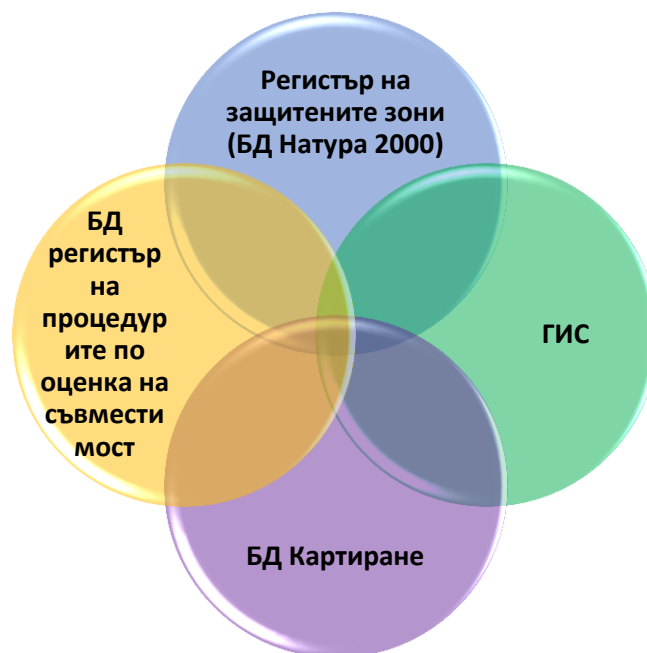 Регистър на
защитените зони
(БД Натура 2000)
БД
регистър
на
процедур
ите по
оценка на
съвмести
мост
ГИС
БД Картиране